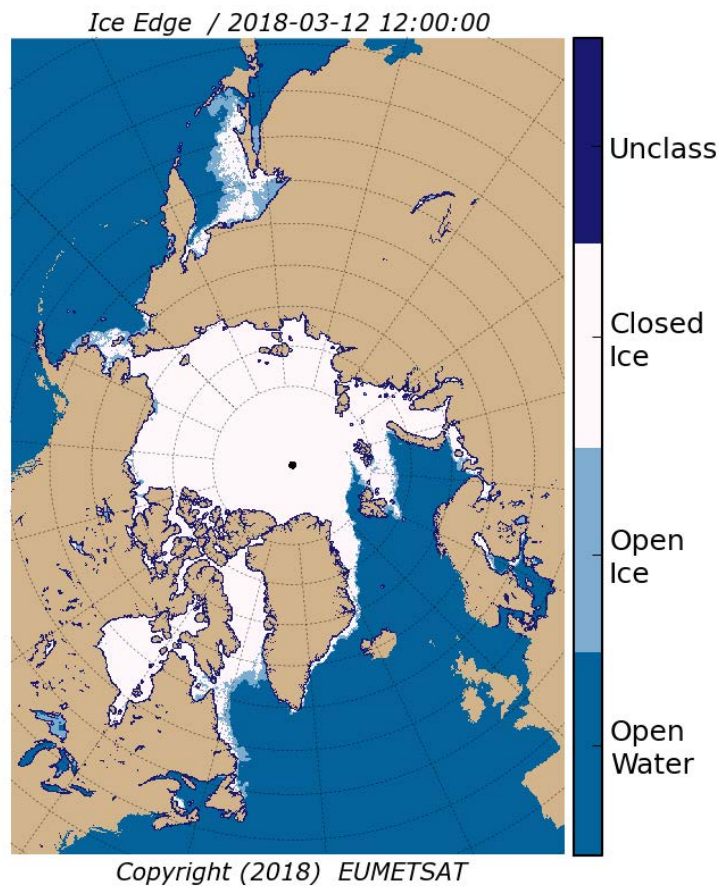 Ice Edge / 2018-03-12 12:00:00
Unclass
Closed
Ice
Open
Ice
Open
Water
Copyright (2018) EUMETSAT